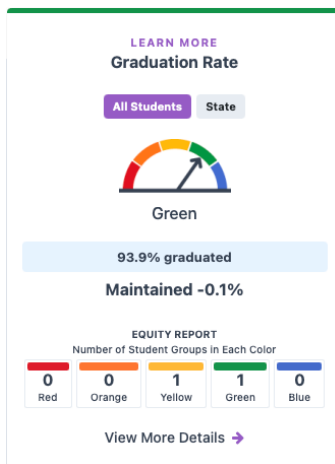 LEARN MORE
Graduation Rate
All Students State
Green
93.9% graduated
Maintained -0.1%
EQUITY REPORT
Number of Student Groups in Each Color
0 0 1 1 0
Red Orange Yellow Green Blue
View More Details